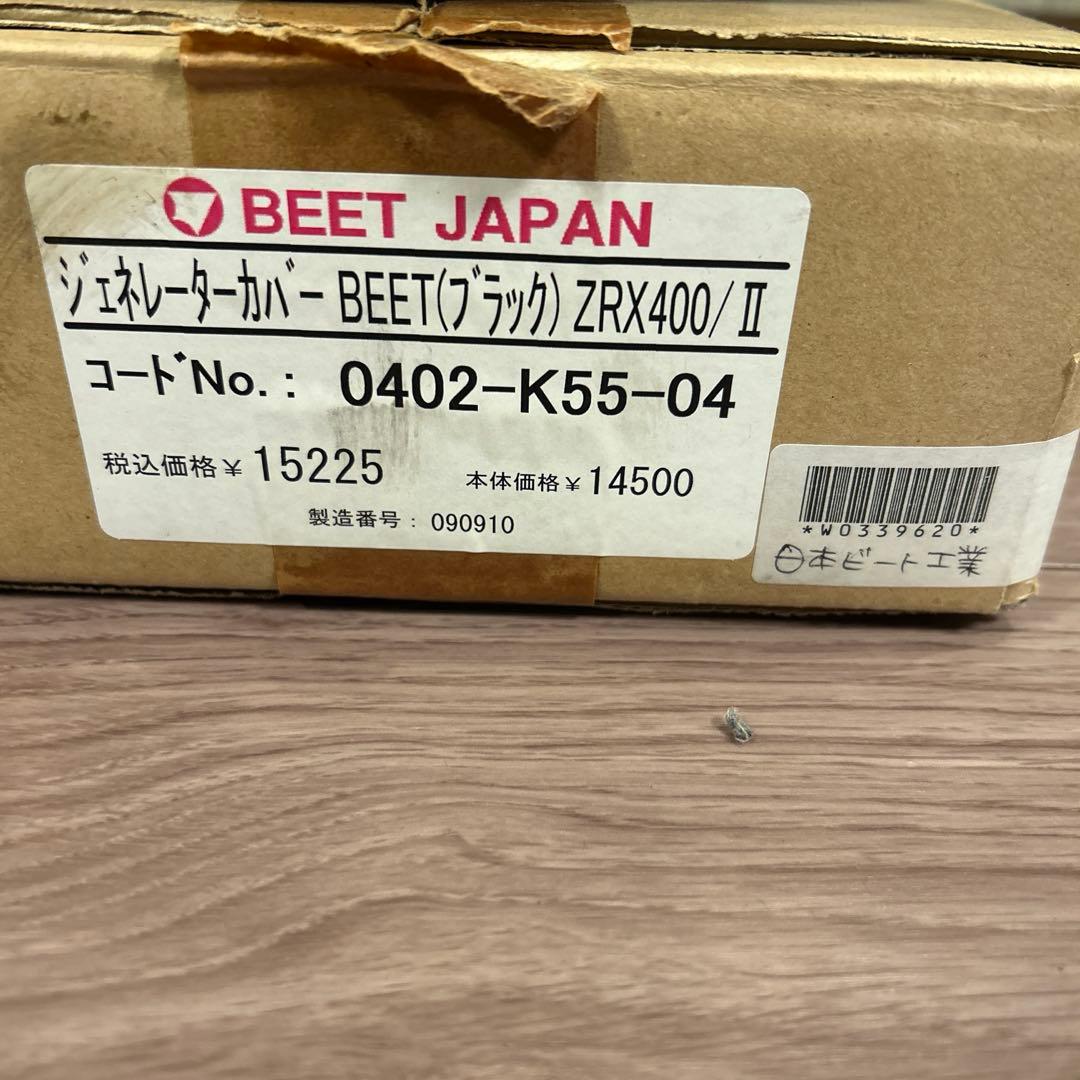 BEET JAPAN
ジェネレーターカバー BEET(ブラック) ZRX400/Ⅱ
コードNo.: 0402-K55-04
税込価格￥15225 本体価格￥14500
製造番号: 090910
*W0339620*
日本ビート工業